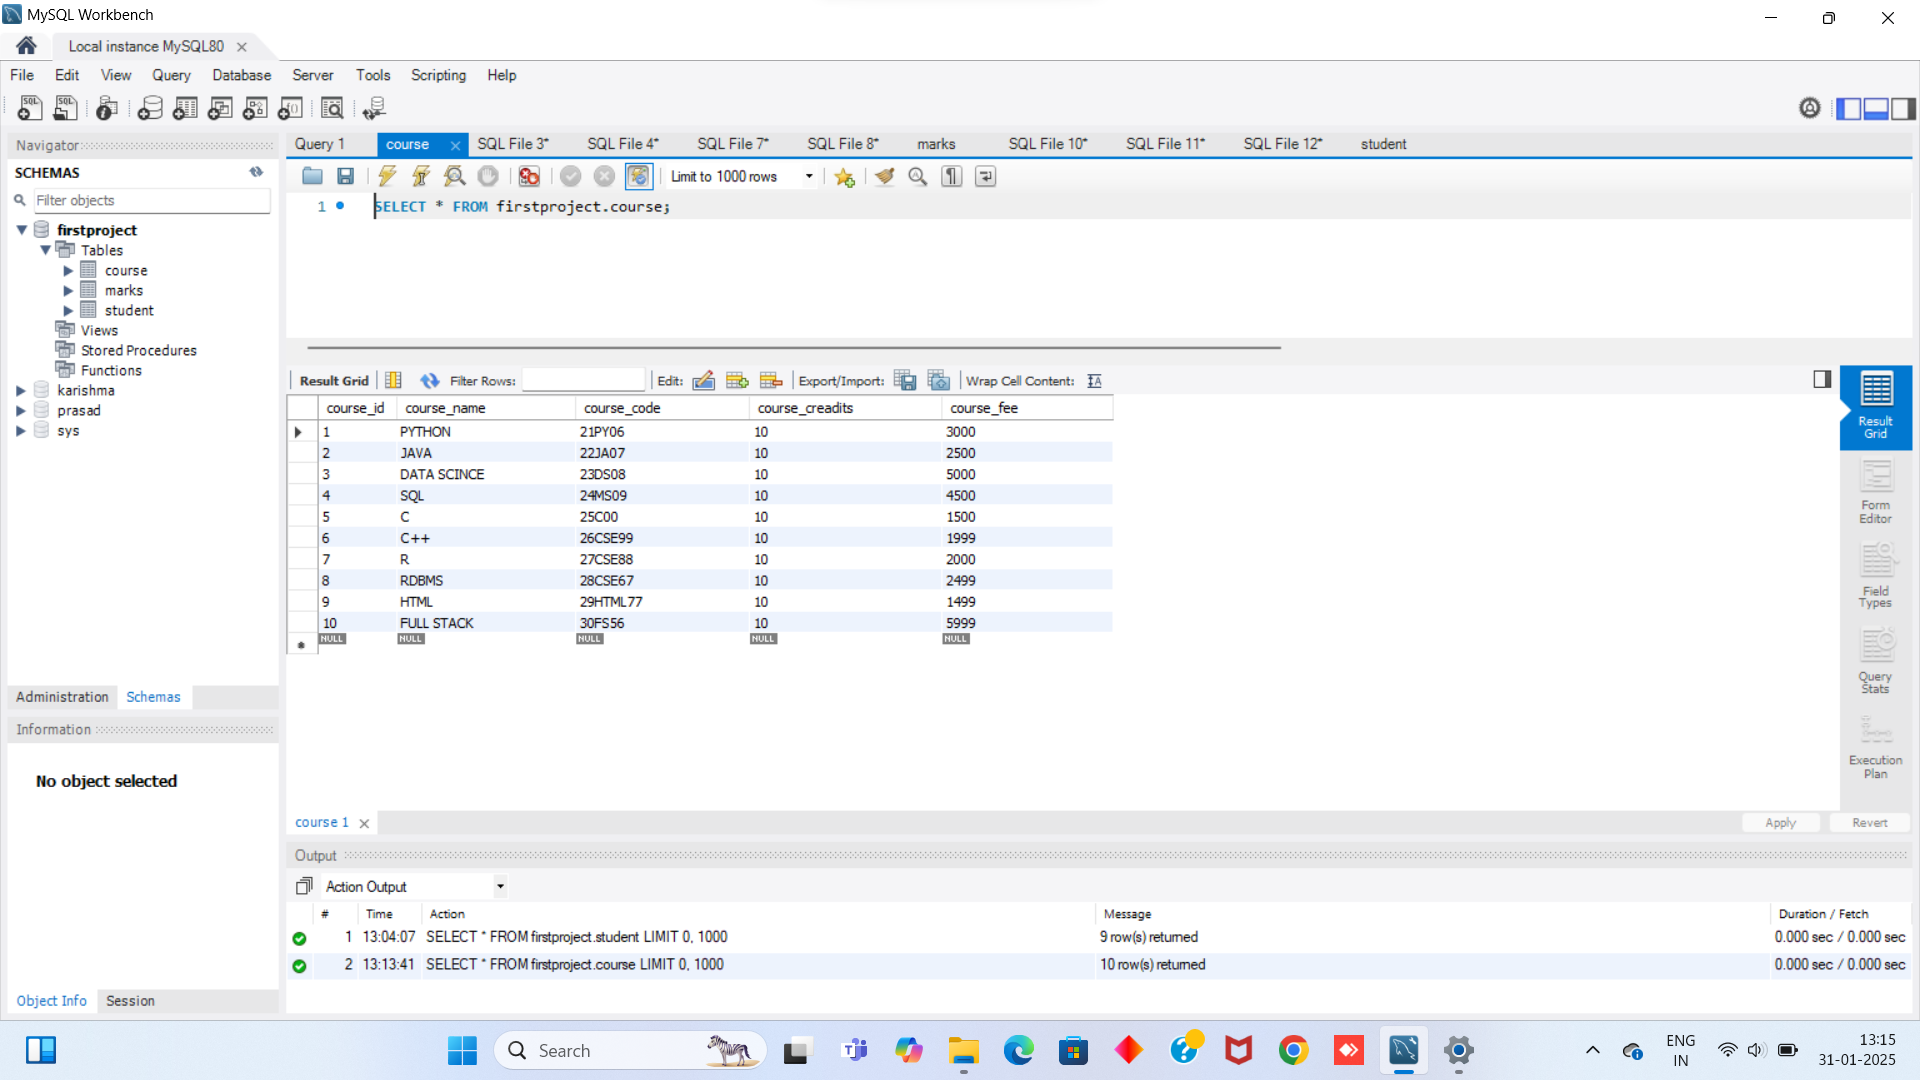 MySQL Workbench
Local instance MySQL80
File Edit View Query Database Server Tools Scripting Help
Navigator
SCHEMAS
Filter objects
firstproject
Tables
course
marks
student
Views
Stored Procedures
Functions
karishma
prasad
sys
Administration Schemas
Information
No object selected
Object Info Session
Query 1 course SQL File 3* SQL File 4* SQL File 7* SQL File 8* marks SQL File 10* SQL File 11* SQL File 12* student
Limit to 1000 rows
1 SELECT * FROM firstproject.course;
Result Grid Filter Rows: Edit: Export/Import: Wrap Cell Content:
course_id course_name course_code course_creadits course_fee
1 PYTHON 21PY06 10 3000
2 JAVA 22JA07 10 2500
3 DATA SCINCE 23DS08 10 5000
4 SQL 24MS09 10 4500
5 C 25C00 10 1500
6 C++ 26CSE99 10 1999
7 R 27CSE88 10 2000
8 RDBMS 28CSE67 10 2499
9 HTML 29HTML77 10 1499
10 FULL STACK 30FS56 10 5999
NULL NULL NULL NULL NULL
Result
Grid
Form
Editor
Field
Types
Query
Stats
Execution
Plan
course 1
Apply Revert
Output
Action Output
# Time Action Message Duration / Fetch
1 13:04:07 SELECT * FROM firstproject.student LIMIT 0, 1000 9 row(s) returned 0.000 sec / 0.000 sec
2 13:13:41 SELECT * FROM firstproject.course LIMIT 0, 1000 10 row(s) returned 0.000 sec / 0.000 sec
Search
ENG
IN
13:15
31-01-2025